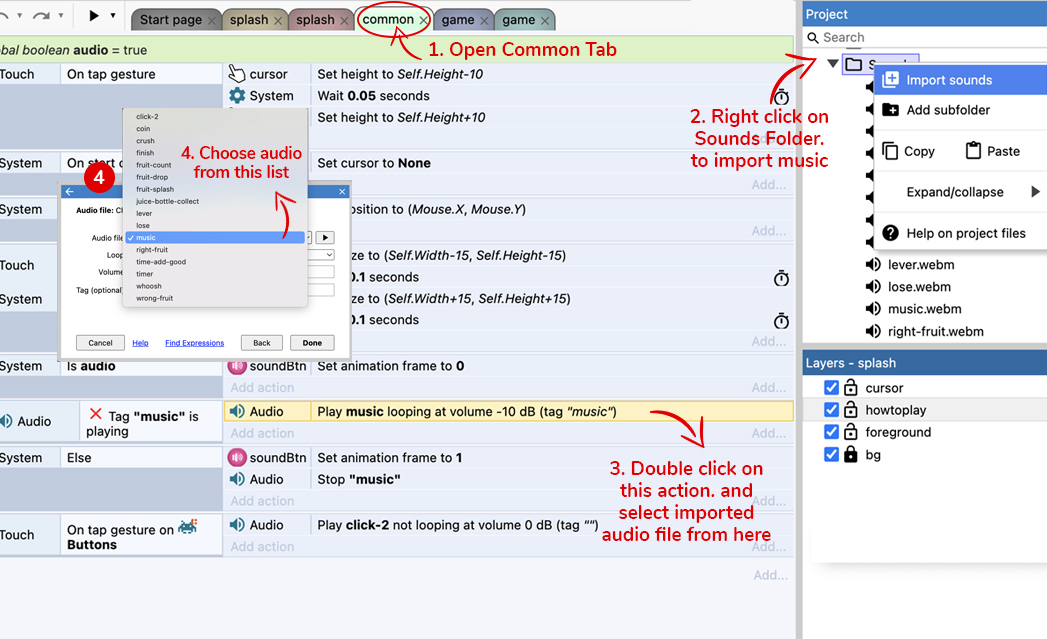 Start page
splash
splash
common
game
game
1. Open Common Tab
Global boolean audio = true
Touch
On tap gesture
cursor
Set height to Self.Height-10
System
Wait 0.05 seconds
Set height to Self.Height+10
System
Set cursor to None
Add...
System
position to (Mouse.X, Mouse.Y)
Add...
Touch
size to (Self.Width-15, Self.Height-15)
0.1 seconds
System
size to (Self.Width+15, Self.Height+15)
0.1 seconds
Add...
System
Is audio
soundBtn
Set animation frame to 0
Add action
Add...
Audio
Tag "music" is
playing
Audio
Play music looping at volume -10 dB (tag "music")
Add action
Add...
System
Else
soundBtn
Set animation frame to 1
Audio
Stop "music"
Add action
Add...
Touch
On tap gesture on
Buttons
Audio
Play click-2 not looping at volume 0 dB (tag "")
Add action
Add...
Add...
click-2
coin
crush
finish
fruit-count
fruit-drop
fruit-splash
juice-bottle-collect
lever
lose
music
right-fruit
time-add-good
timer
whoosh
wrong-fruit
4
4. Choose audio
from this list
Audio file:
Audio file
Loop
Volume
Tag (optional)
Cancel
Help
Find Expressions
Back
Done
2. Right click on
Sounds Folder.
to import music
3. Double click on
this action. and
select imported
audio file from here
Project
Search
Import sounds
Add subfolder
Copy
Paste
Expand/collapse
Help on project files
lever.webm
lose.webm
music.webm
right-fruit.webm
Layers - splash
cursor
howtoplay
foreground
bg